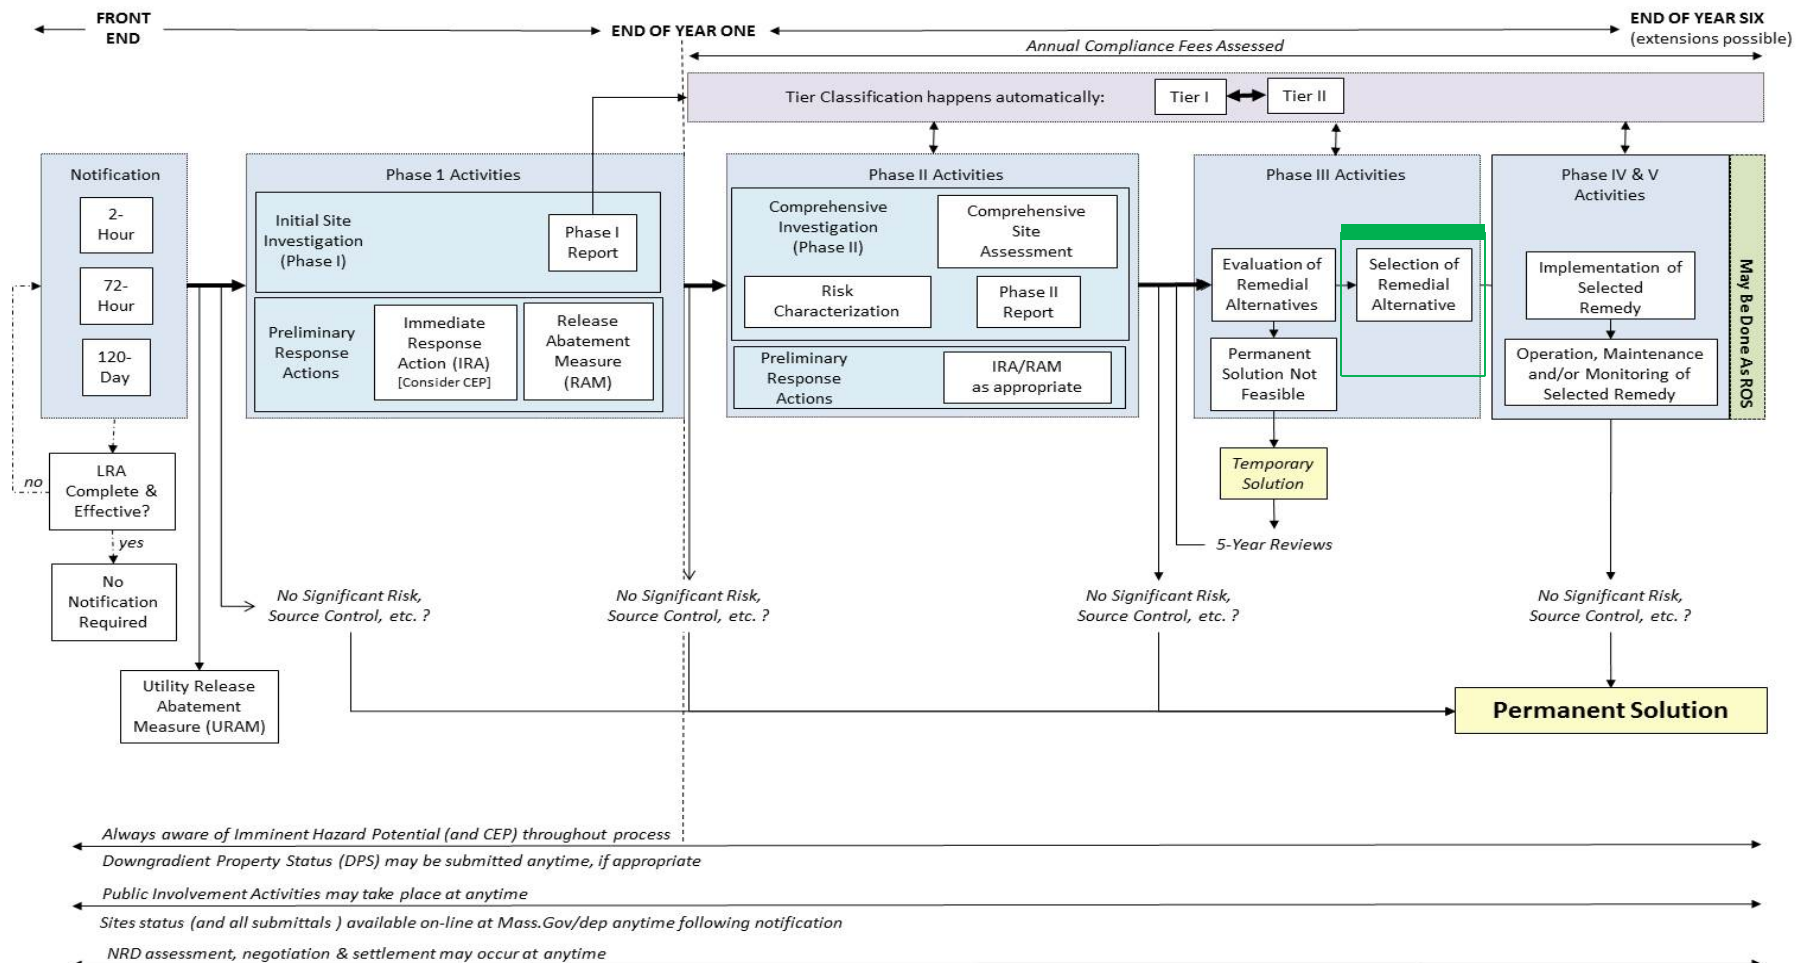 FRONT
END
END OF YEAR ONE
END OF YEAR SIX
(extensions possible)
Annual Compliance Fees Assessed
Tier Classification happens automatically:
Tier I
Tier II
Notification
2-
Hour
72-
Hour
120-
Day
LRA
Complete &
Effective?
no
yes
No
Notification
Required
Utility Release
Abatement
Measure (URAM)
Phase 1 Activities
Initial Site
Investigation
(Phase I)
Phase I
Report
Preliminary
Response
Actions
Immediate
Response
Action (IRA)
[Consider CEP]
Release
Abatement
Measure
(RAM)
Phase II Activities
Comprehensive
Investigation
(Phase II)
Comprehensive
Site
Assessment
Risk
Characterization
Phase II
Report
Preliminary
Response
Actions
IRA/RAM
as appropriate
Phase III Activities
Evaluation of
Remedial
Alternatives
Selection of
Remedial
Alternative
Permanent
Solution Not
Feasible
Temporary
Solution
5-Year Reviews
Phase IV & V
Activities
Implementation of
Selected
Remedy
Operation, Maintenance
and/or Monitoring of
Selected Remedy
May Be Done As ROS
No Significant Risk,
Source Control, etc. ?
No Significant Risk,
Source Control, etc. ?
No Significant Risk,
Source Control, etc. ?
No Significant Risk,
Source Control, etc. ?
Permanent Solution
Always aware of Imminent Hazard Potential (and CEP) throughout process
Downgradient Property Status (DPS) may be submitted anytime, if appropriate
Public Involvement Activities may take place at anytime
Sites status (and all submittals ) available on-line at Mass.Gov/dep anytime following notification
NRD assessment, negotiation & settlement may occur at anytime